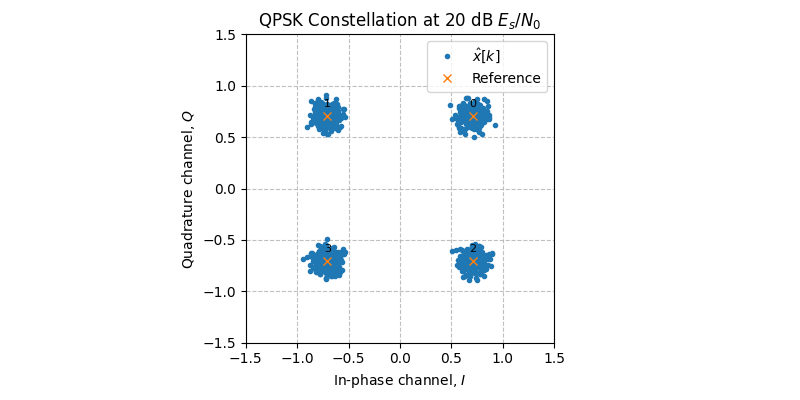 QPSK Constellation at 20 dB $E_s/N_0$
1.5
1.0
0.5
0.0
−0.5
−1.0
−1.5
Quadrature channel, Q
x̂[k]
Reference
1
0
3
2
−1.5 −1.0 −0.5 0.0 0.5 1.0 1.5
In-phase channel, I